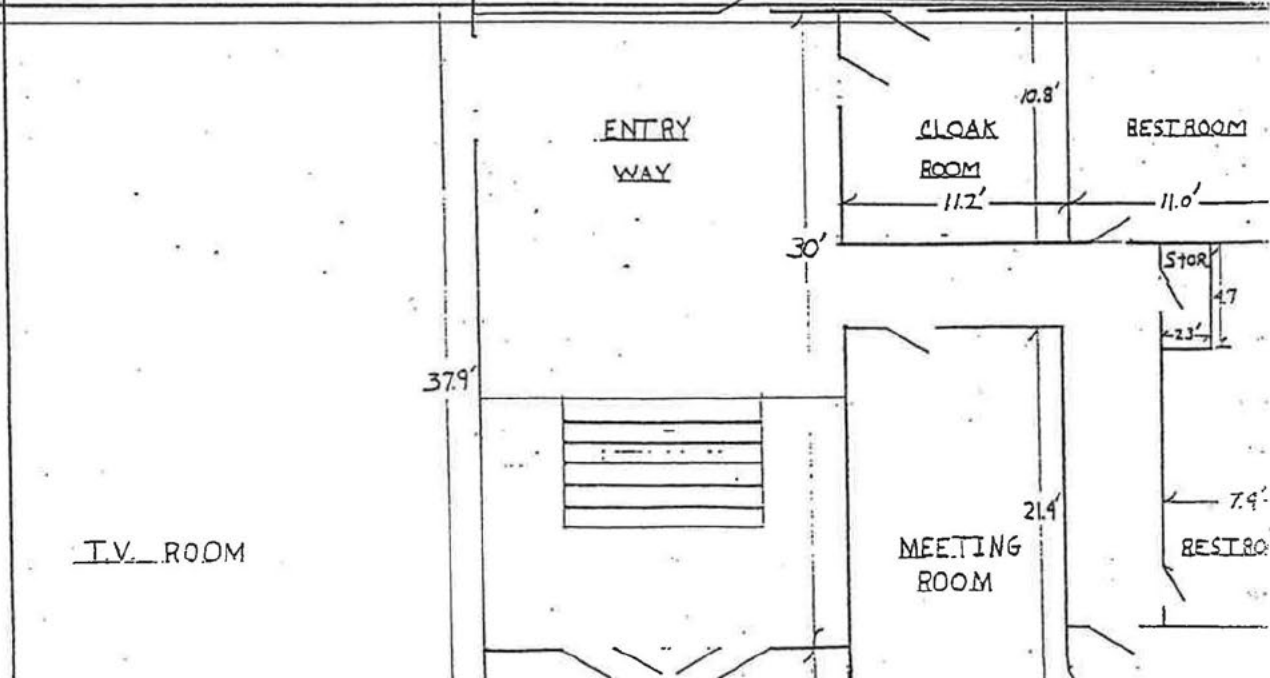 ENTRY
WAY
CLOAK
ROOM
RESTROOM
10.8'
11.2'
11.0'
30'
STOR
4.7
2.3'
37.9'
21.4'
7.9'
T.V. ROOM
MEETING
ROOM
RESTRO